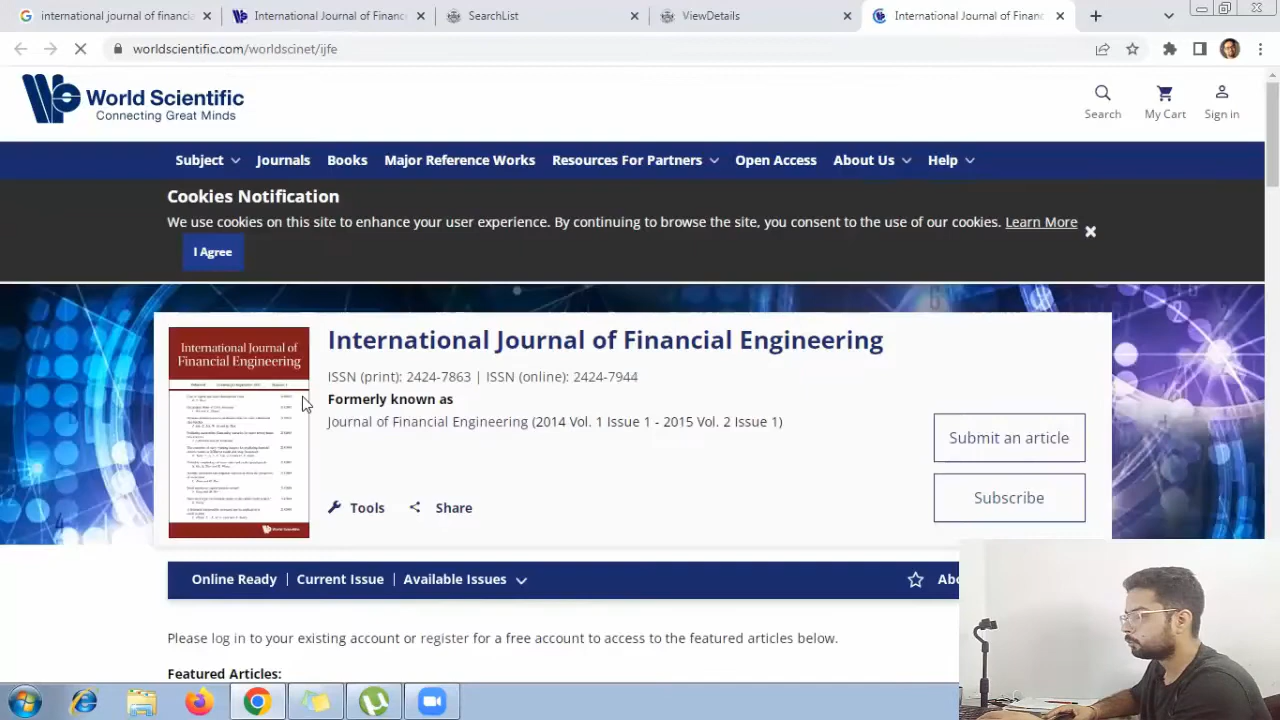 international journal of financia
International Journal of Financ
SearchList
ViewDetails
International Journal of Financ
worldscientific.com/worldscinet/ijfe
World Scientific
Connecting Great Minds
Search
My Cart
Sign in
Subject
Journals
Books
Major Reference Works
Resources For Partners
Open Access
About Us
Help
Cookies Notification
We use cookies on this site to enhance your user experience. By continuing to browse the site, you consent to the use of our cookies. Learn More
I Agree
International Journal of
Financial Engineering
World Scientific
International Journal of Financial Engineering
ISSN (print): 2424-7863 | ISSN (online): 2424-7944
Formerly known as
Journal of Financial Engineering (2014 Vol. 1 Issue 1 - 2015 Vol. 2 Issue 1)
Submit an article
Subscribe
Tools
Share
Online Ready | Current Issue | Available Issues
Abo
Please log in to your existing account or register for a free account to access to the featured articles below.
Featured Articles: